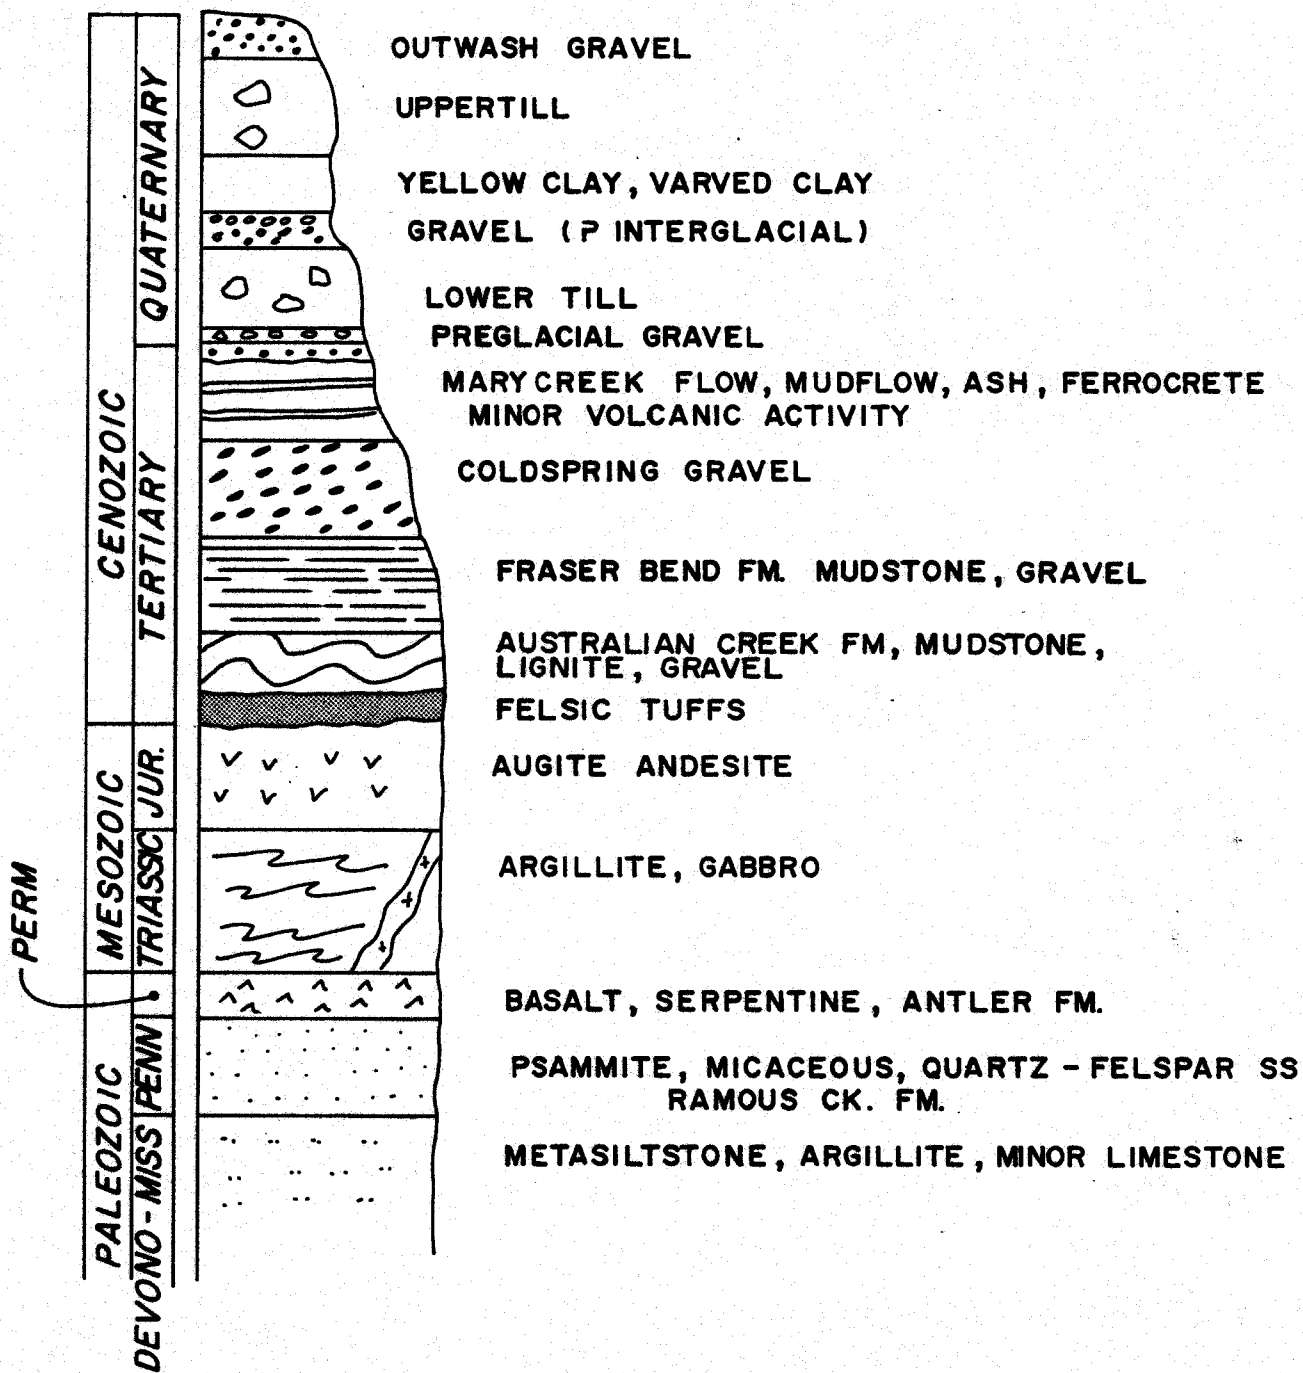 OUTWASH GRAVEL
UPPERTILL
YELLOW CLAY, VARVED CLAY
GRAVEL (? INTERGLACIAL)
LOWER TILL
PREGLACIAL GRAVEL
MARY CREEK FLOW, MUDFLOW, ASH, FERROCRETE
MINOR VOLCANIC ACTIVITY
COLDSPRING GRAVEL
FRASER BEND FM. MUDSTONE, GRAVEL
AUSTRALIAN CREEK FM, MUDSTONE,
LIGNITE, GRAVEL
FELSIC TUFFS
AUGITE ANDESITE
ARGILLITE, GABBRO
BASALT, SERPENTINE, ANTLER FM.
PSAMMITE, MICACEOUS, QUARTZ - FELSPAR SS
RAMOUS CK. FM.
METASILTSTONE, ARGILLITE, MINOR LIMESTONE
CENOZOIC
QUATERNARY
TERTIARY
MESOZOIC
JUR.
TRIASSIC
PERM
PALEOZOIC
PENN
DEVONO-MISS